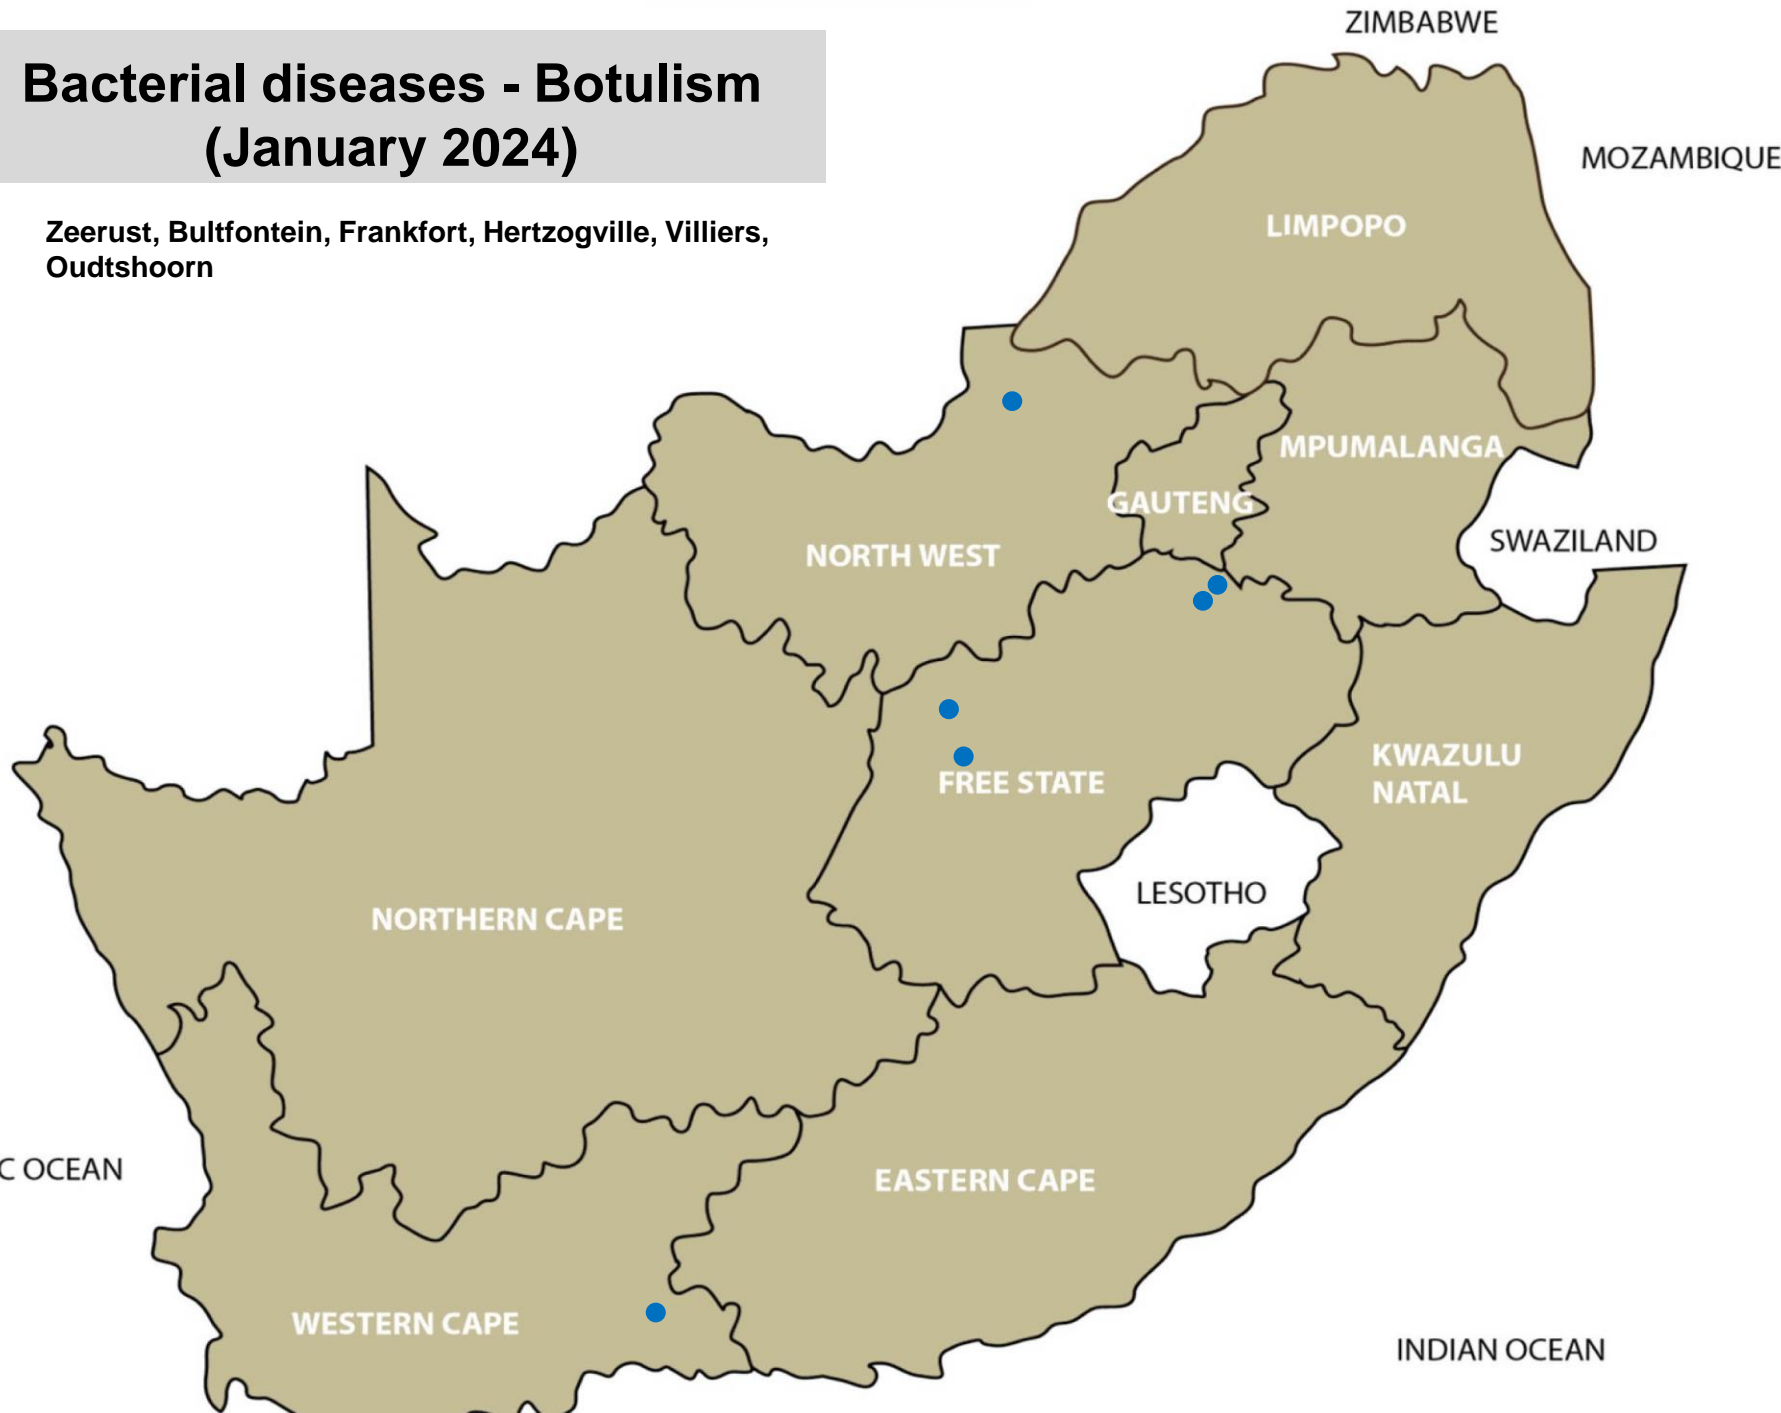 Bacterial diseases - Botulism
(January 2024)
Zeerust, Bultfontein, Frankfort, Hertzogville, Villiers,
Oudtshoorn
ZIMBABWE
MOZAMBIQUE
LIMPOPO
MPUMALANGA
GAUTENG
SWAZILAND
NORTH WEST
KWAZULU
NATAL
FREE STATE
LESOTHO
NORTHERN CAPE
C OCEAN
EASTERN CAPE
WESTERN CAPE
INDIAN OCEAN